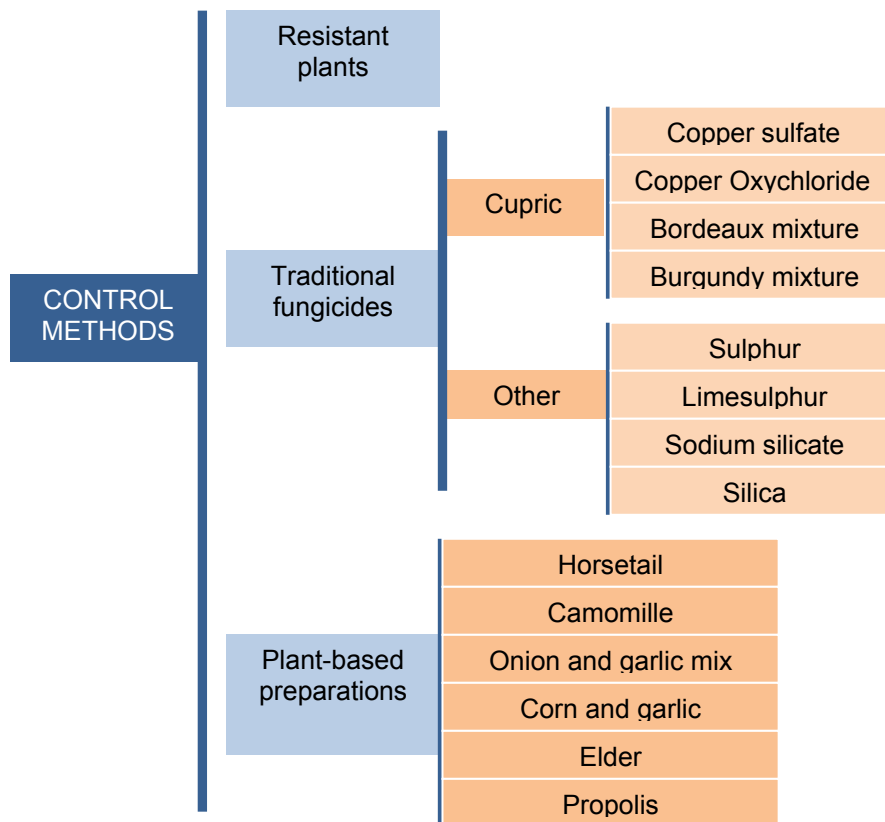 CONTROL
METHODS
Resistant
plants
Traditional
fungicides
Cupric
Copper sulfate
Copper Oxychloride
Bordeaux mixture
Burgundy mixture
Other
Sulphur
Limesulphur
Sodium silicate
Silica
Plant-based
preparations
Horsetail
Camomille
Onion and garlic mix
Corn and garlic
Elder
Propolis